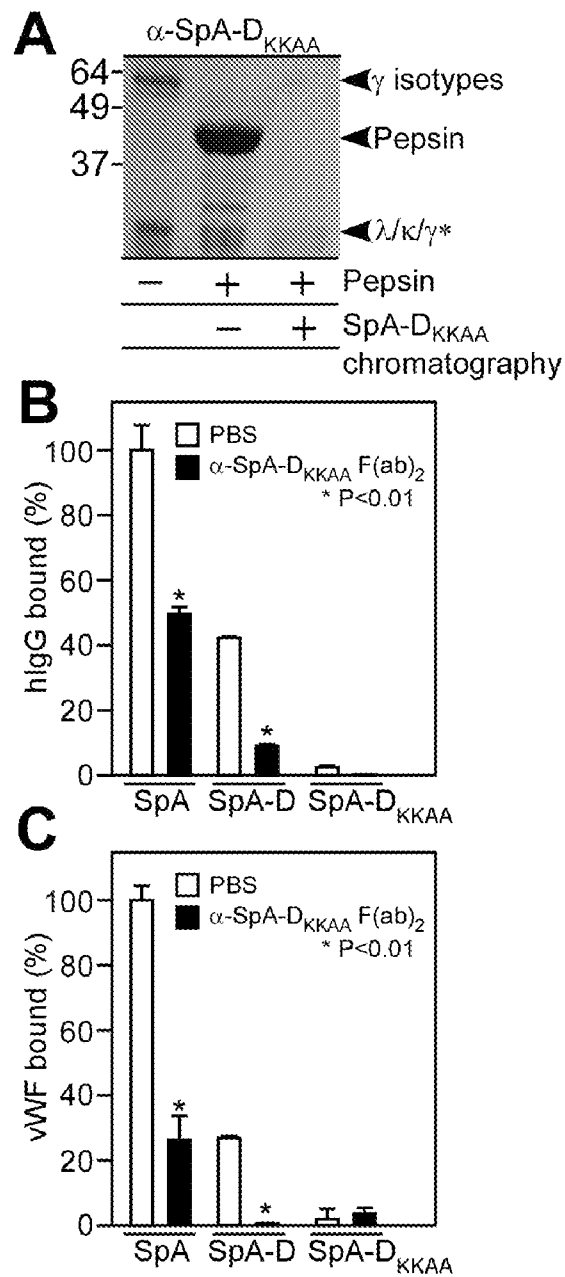 A
α-SpA-DKKAA
64
49
37
γ isotypes
Pepsin
λ/κ/γ*
− + + Pepsin
− + SpA-DKKAA
chromatography
B
hIgG bound (%)
100
80
60
40
20
0
PBS
α-SpA-DKKAA F(ab)2
* P<0.01
*
*
SpA SpA-D SpA-DKKAA
C
vWF bound (%)
100
80
60
40
20
0
PBS
α-SpA-DKKAA F(ab)2
* P<0.01
*
*
SpA SpA-D SpA-DKKAA